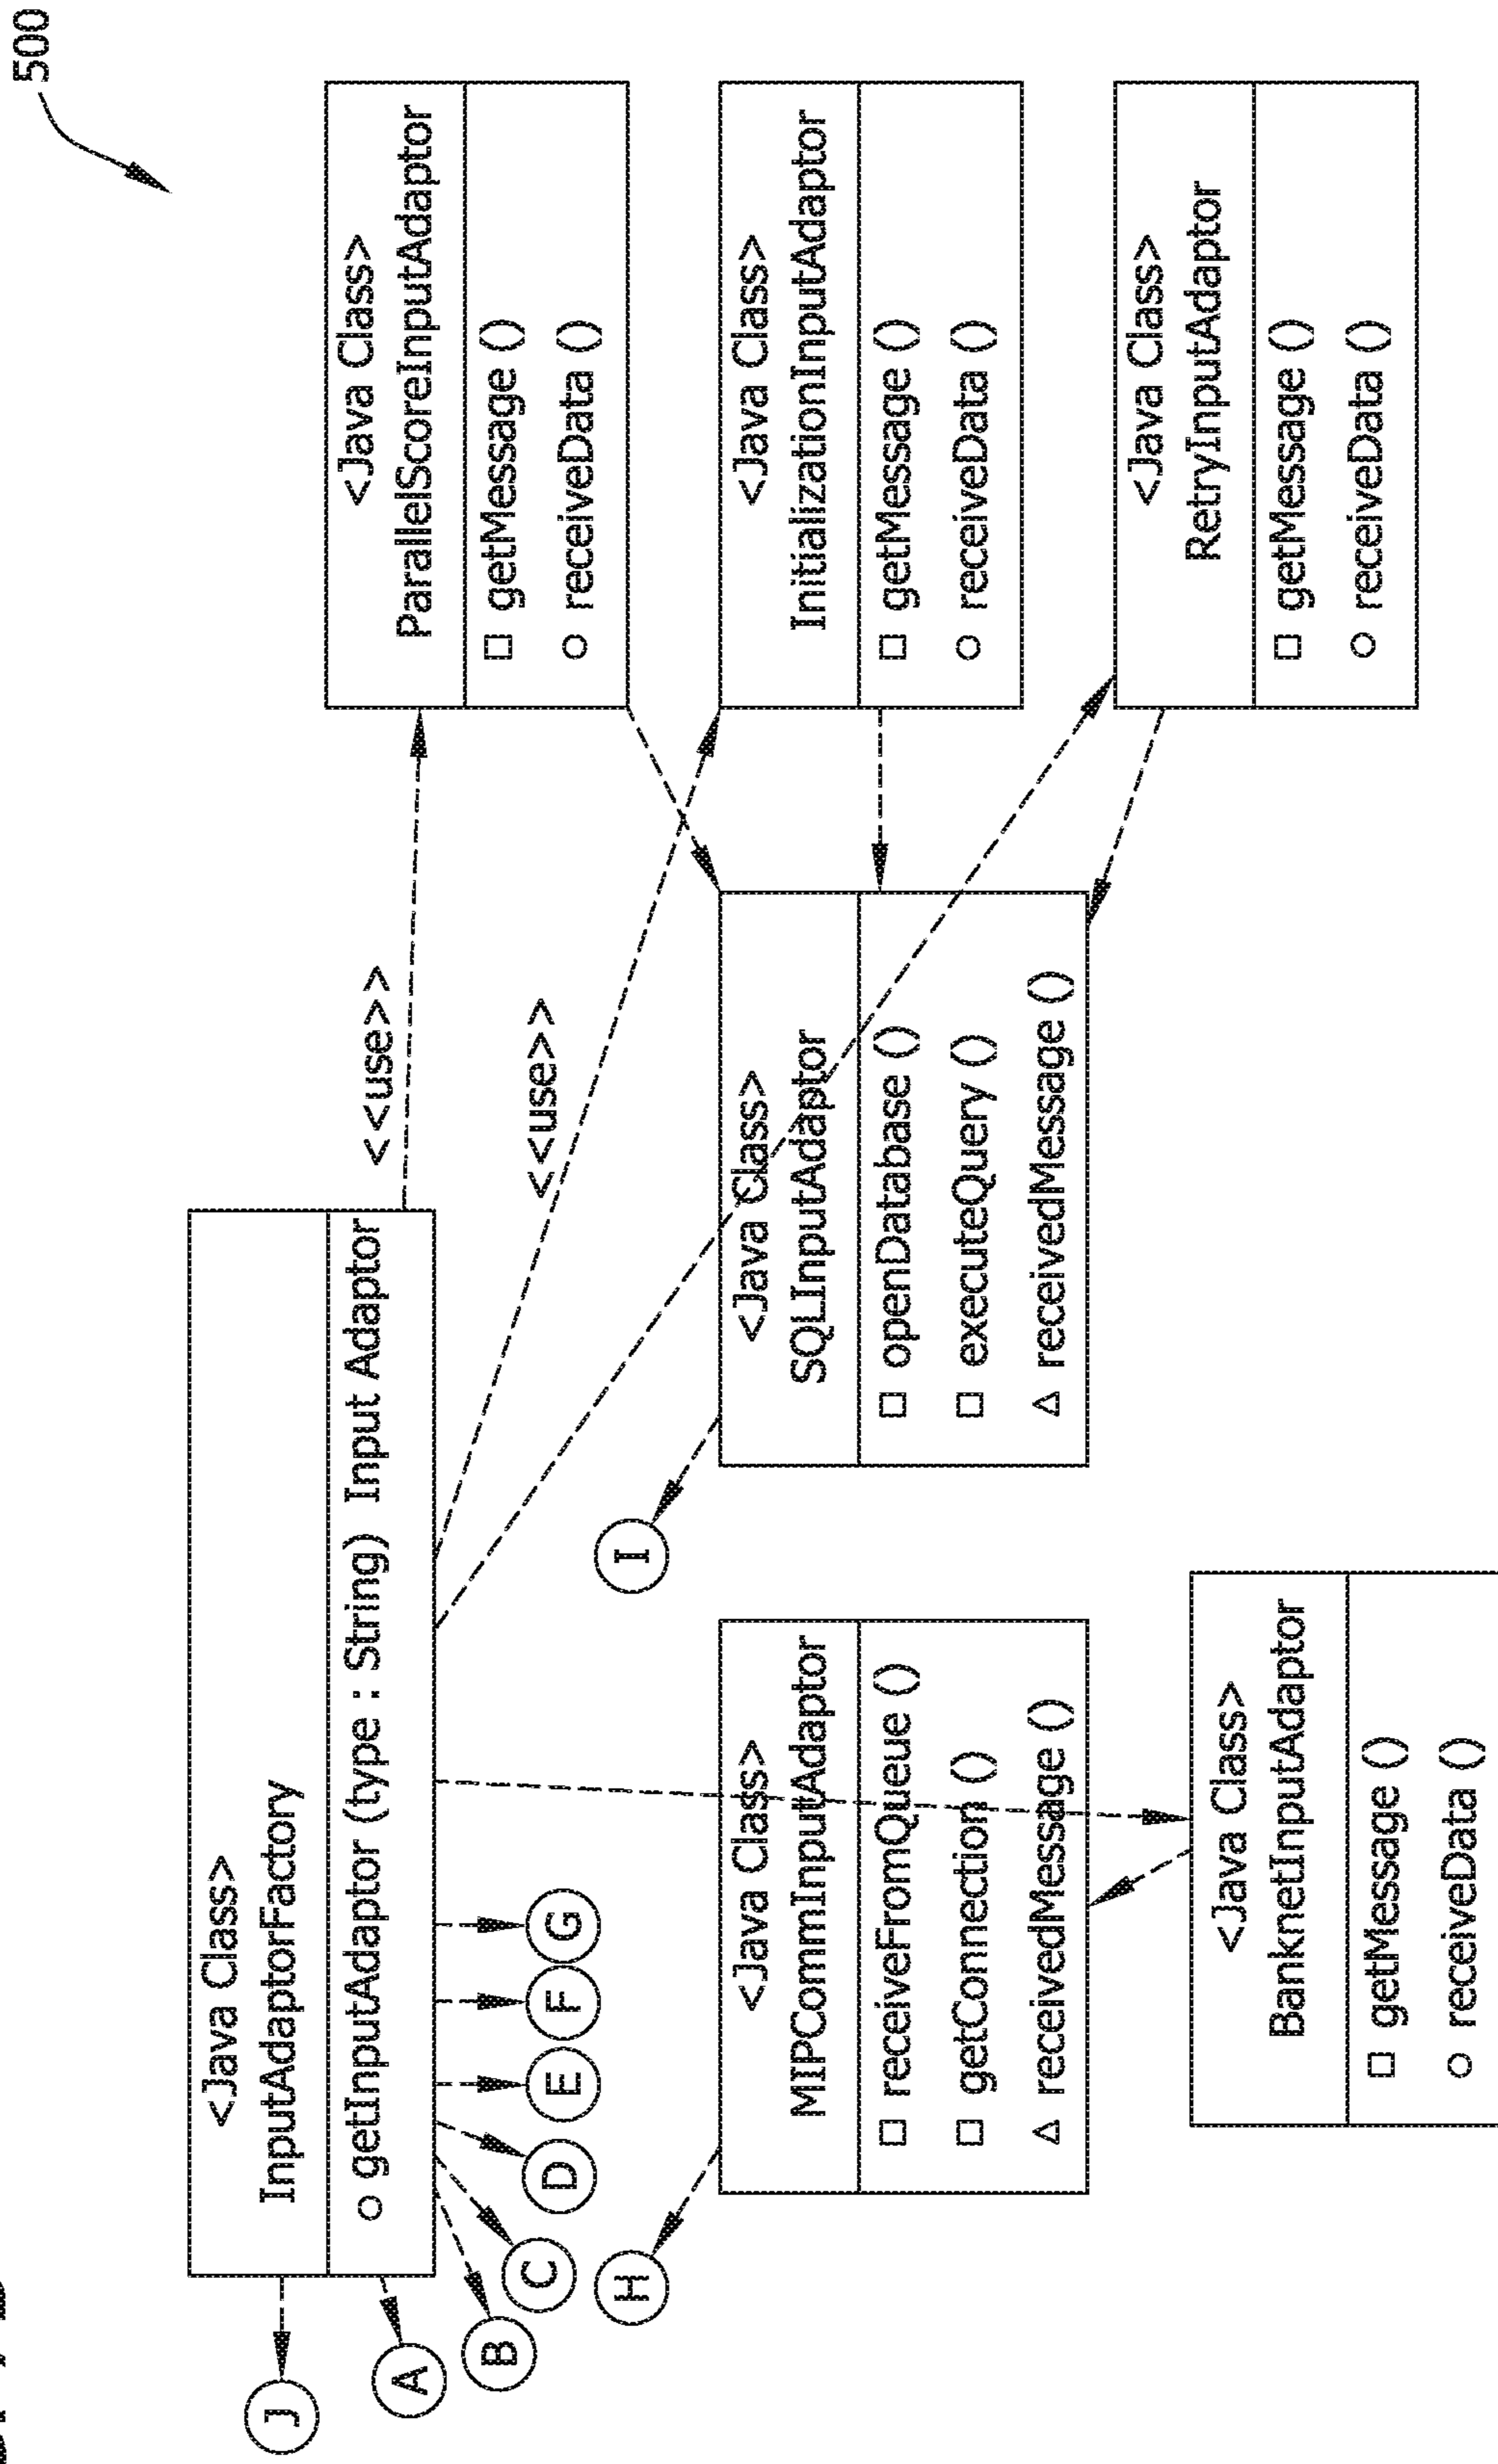 500
<Java Class>
InputAdaptorFactory
○ getInputAdaptor (type : String) Input Adaptor
J
A
B
C
D
E
F
G
<<use>>
<<use>>
<Java Class>
ParallelScoreInputAdaptor
□ getMessage ()
○ receiveData ()
H
<Java Class>
MIPCommInputAdaptor
□ receiveFromQueue ()
□ getConnection ()
△ receivedMessage ()
I
<Java Class>
SQLInputAdaptor
□ openDatabase ()
□ executeQuery ()
△ receivedMessage ()
<Java Class>
InitializationInputAdaptor
□ getMessage ()
○ receiveData ()
<Java Class>
BanknetInputAdaptor
□ getMessage ()
○ receiveData ()
<Java Class>
RetryInputAdaptor
□ getMessage ()
○ receiveData ()